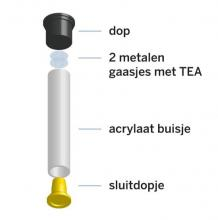 dop
2 metalen
gaasjes met TEA
acrylaat buisje
sluitdopje